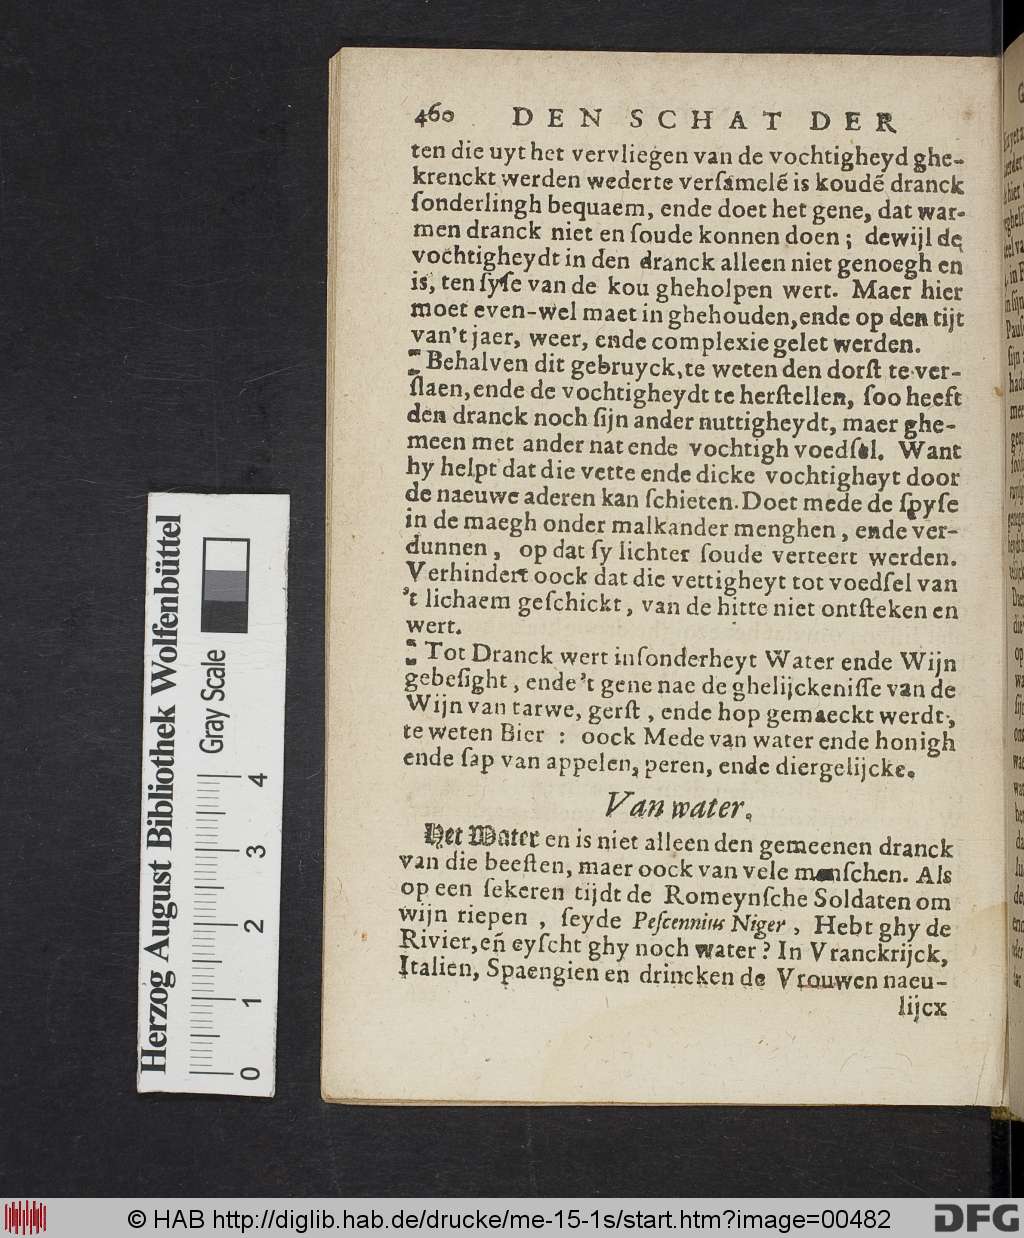 460 DEN SCHAT DER
ten die uyt het vervliegen van de vochtigheyd ghe-
krenckt werden wederte verſamelẽ is koudẽ dranck
ſonderlingh bequaem, ende doet het gene, dat war-
men dranck niet en ſoude konnen doen ; dewijl de
vochtigheydt in den dranck alleen niet genoegh en
is, ten ſyſe van de kou gheholpen wert. Maer hier
moet even-wel maet in ghehouden, ende op den tijt
van't jaer, weer, ende complexie gelet werden.
Behalven dit gebruyck, te weten den dorſt te ver-
ſlaen, ende de vochtigheydt te herſtellen, ſoo heeft
den dranck noch ſijn ander nuttigheydt, maer ghe-
meen met ander nat ende vochtigh voedſel. Want
hy helpt dat die vette ende dicke vochtigheyt door
de naeuwe aderen kan ſchieten. Doet mede de ſpyſe
in de maegh onder malkander menghen, ende ver-
dunnen, op dat ſy lichter ſoude verteert werden.
Verhindert oock dat die vettigheyt tot voedſel van
't lichaem geſchickt, van de hitte niet ontſteken en
wert.
Tot Dranck wert inſonderheyt Water ende Wijn
gebeſight, ende 't gene nae de ghelijckeniſſe van de
Wijn van tarwe, gerſt, ende hop gemaeckt werdt,
te weten Bier : oock Mede van water ende honigh
ende ſap van appelen, peren, ende diergelijcke.
Van water.
Het Water en is niet alleen den gemeenen dranck
van die beeſten, maer oock van vele menſchen. Als
op een ſekeren tijdt de Romeynſche Soldaten om
wijn riepen, ſeyde Peſcennius Niger, Hebt ghy de
Rivier, eñ eyſcht ghy noch water? In Vranckrijck,
Italien, Spaengien en drincken de Vrouwen naeu-
lijcx
Herzog August Bibliothek Wolfenbüttel
Gray Scale
0 1 2 3 4
© HAB http://diglib.hab.de/drucke/me-15-1s/start.htm?image=00482
DFG